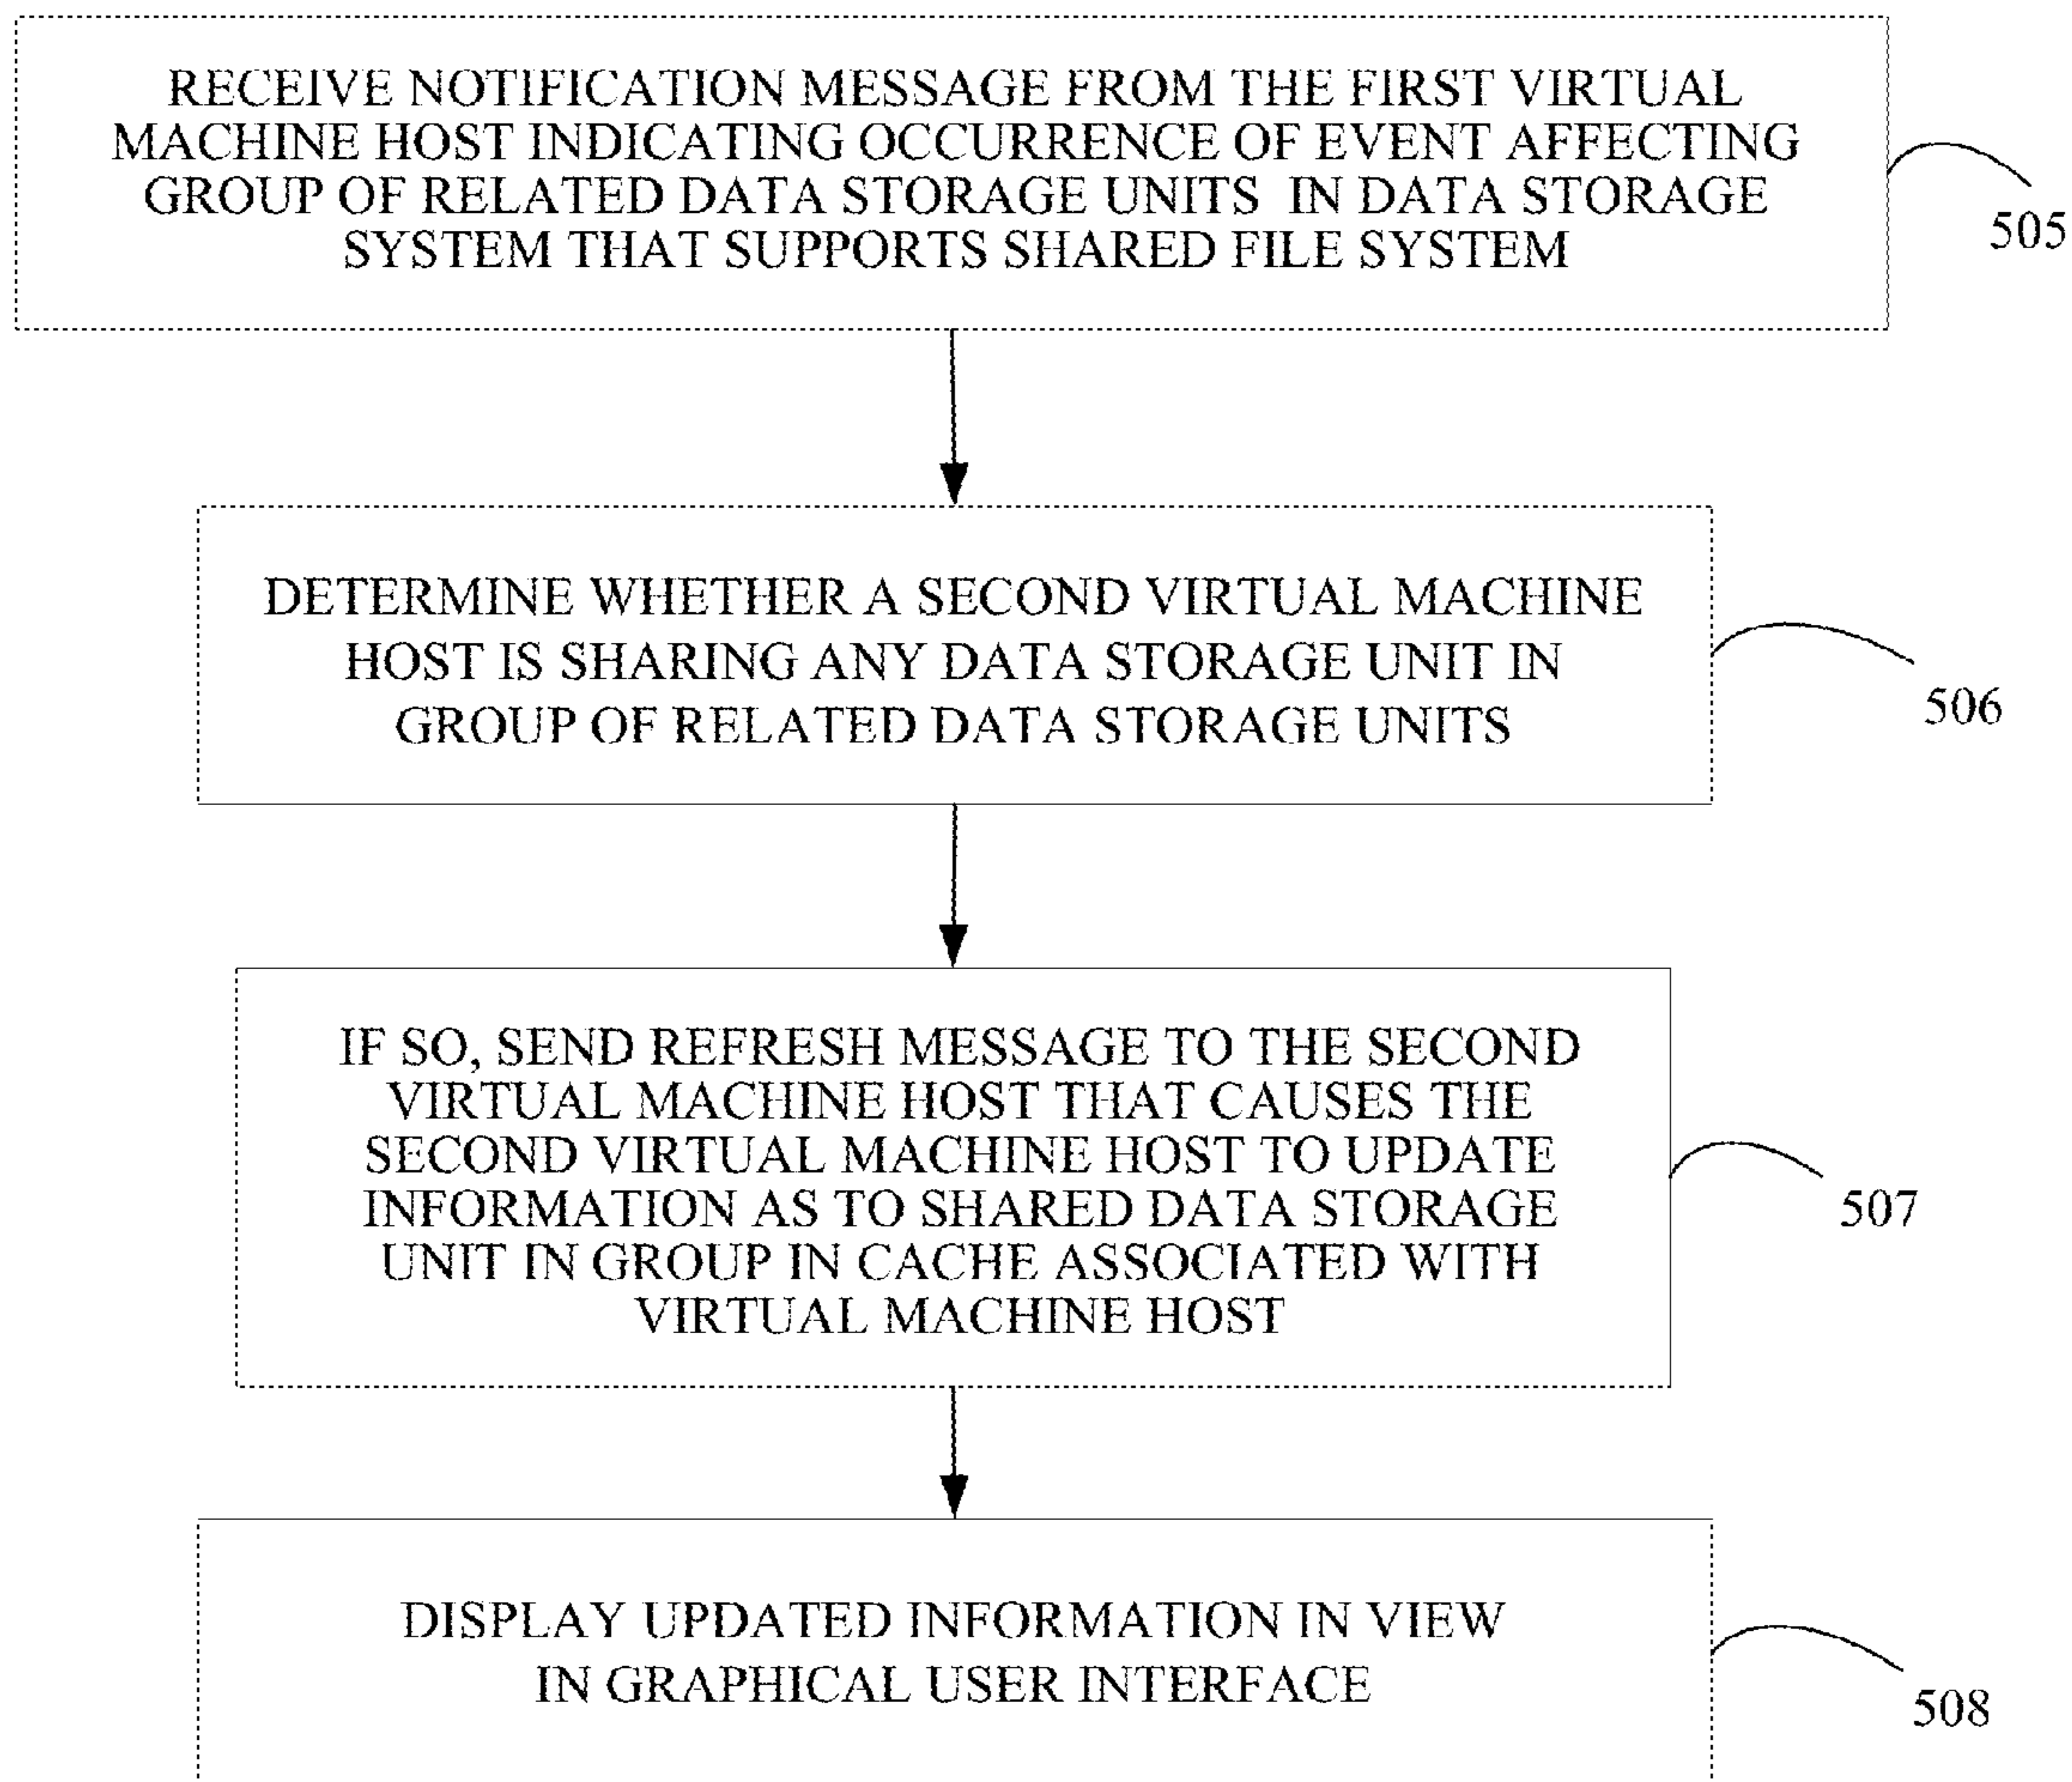 RECEIVE NOTIFICATION MESSAGE FROM THE FIRST VIRTUAL
MACHINE HOST INDICATING OCCURRENCE OF EVENT AFFECTING
GROUP OF RELATED DATA STORAGE UNITS IN DATA STORAGE
SYSTEM THAT SUPPORTS SHARED FILE SYSTEM
505
DETERMINE WHETHER A SECOND VIRTUAL MACHINE
HOST IS SHARING ANY DATA STORAGE UNIT IN
GROUP OF RELATED DATA STORAGE UNITS
506
IF SO, SEND REFRESH MESSAGE TO THE SECOND
VIRTUAL MACHINE HOST THAT CAUSES THE
SECOND VIRTUAL MACHINE HOST TO UPDATE
INFORMATION AS TO SHARED DATA STORAGE
UNIT IN GROUP IN CACHE ASSOCIATED WITH
VIRTUAL MACHINE HOST
507
DISPLAY UPDATED INFORMATION IN VIEW
IN GRAPHICAL USER INTERFACE
508